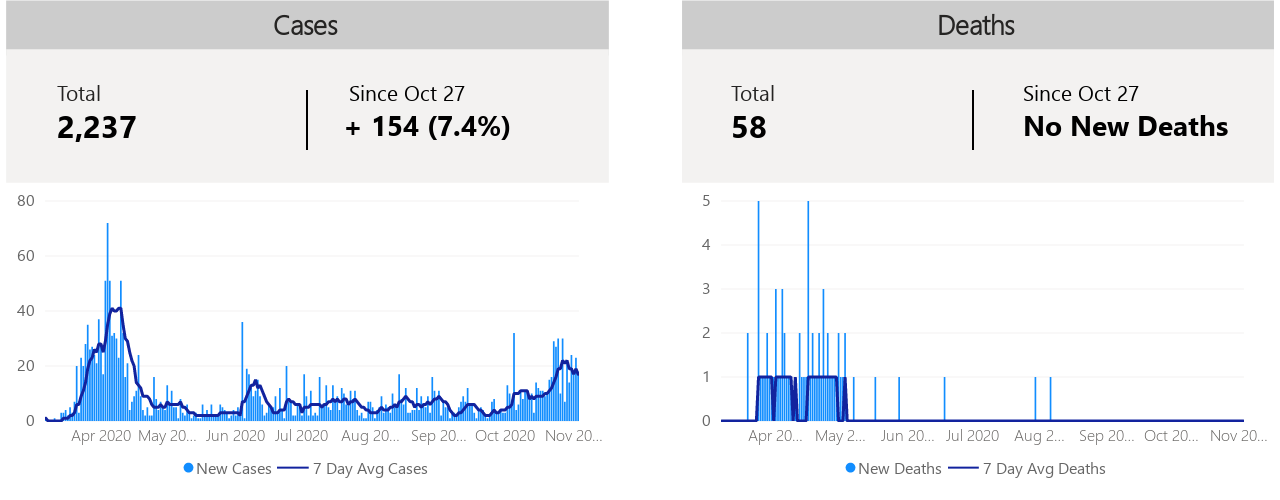 Cases
Total
2,237
Since Oct 27
+ 154 (7.4%)
80
60
40
20
0
Apr 2020 May 20... Jun 2020 Jul 2020 Aug 20... Sep 20... Oct 2020 Nov 20...
New Cases 7 Day Avg Cases
Deaths
Total
58
Since Oct 27
No New Deaths
5
4
3
2
1
0
Apr 20... May 20... Jun 20... Jul 2020 Aug 20... Sep 20... Oct 20... Nov 20...
New Deaths 7 Day Avg Deaths